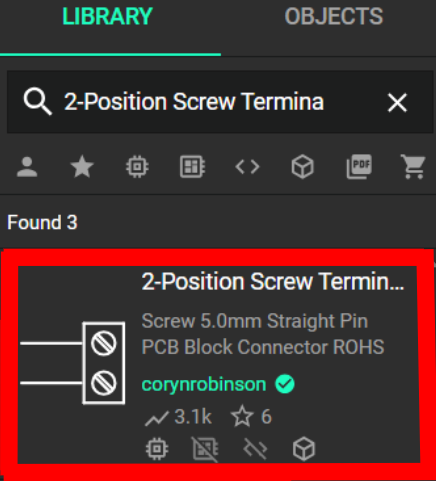 LIBRARY OBJECTS
2-Position Screw Termina
PDF
Found 3
2-Position Screw Termin...
Screw 5.0mm Straight Pin
PCB Block Connector ROHS
corynrobinson
3.1k 6